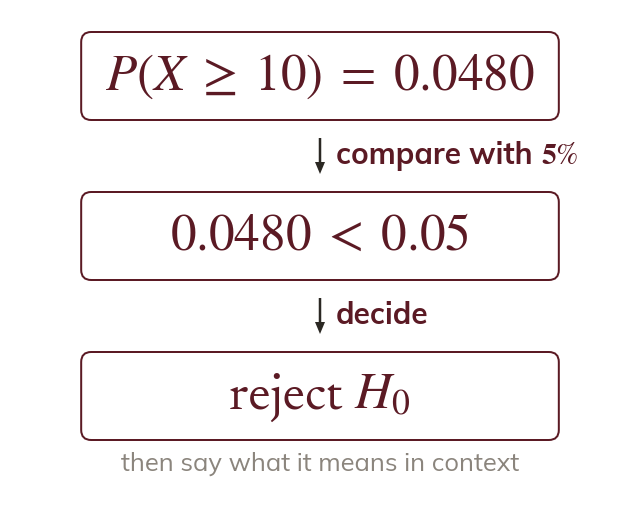 P(X ≥ 10) = 0.0480
compare with 5%
0.0480 < 0.05
decide
reject H₀
then say what it means in context